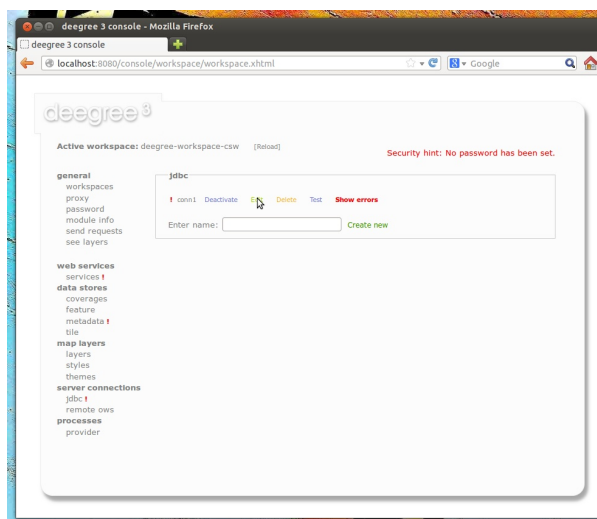 deegree 3 console - Mozilla Firefox
deegree 3 console
localhost:8080/console/workspace/workspace.xhtml
Google
deegree 3
Active workspace: deegree-workspace-csw [Reload]
Security hint: No password has been set.
general
workspaces
proxy
password
module info
send requests
see layers
web services
services !
data stores
coverages
feature
metadata !
tile
map layers
layers
styles
themes
server connections
jdbc !
remote ows
processes
provider
jdbc
! conn1 Deactivate Edit Delete Test Show errors
Enter name: Create new